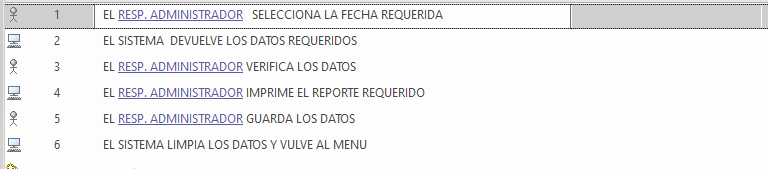 1 EL RESP. ADMINISTRADOR SELECCIONA LA FECHA REQUERIDA
2 EL SISTEMA DEVUELVE LOS DATOS REQUERIDOS
3 EL RESP. ADMINISTRADOR VERIFICA LOS DATOS
4 EL RESP. ADMINISTRADOR IMPRIME EL REPORTE REQUERIDO
5 EL RESP. ADMINISTRADOR GUARDA LOS DATOS
6 EL SISTEMA LIMPIA LOS DATOS Y VULVE AL MENU